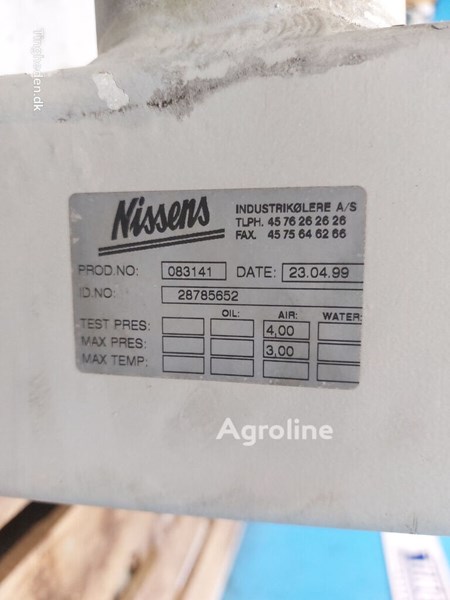 Tingheden.dk
Nissens
INDUSTRIKØLERE A/S
TLPH. 45 76 26 26 26
FAX. 45 75 64 62 66
PROD.NO: 083141 DATE: 23.04.99
ID.NO: 28785652
OIL: AIR: WATER:
TEST PRES: 4,00
MAX PRES: 3,00
MAX TEMP:
Agroline